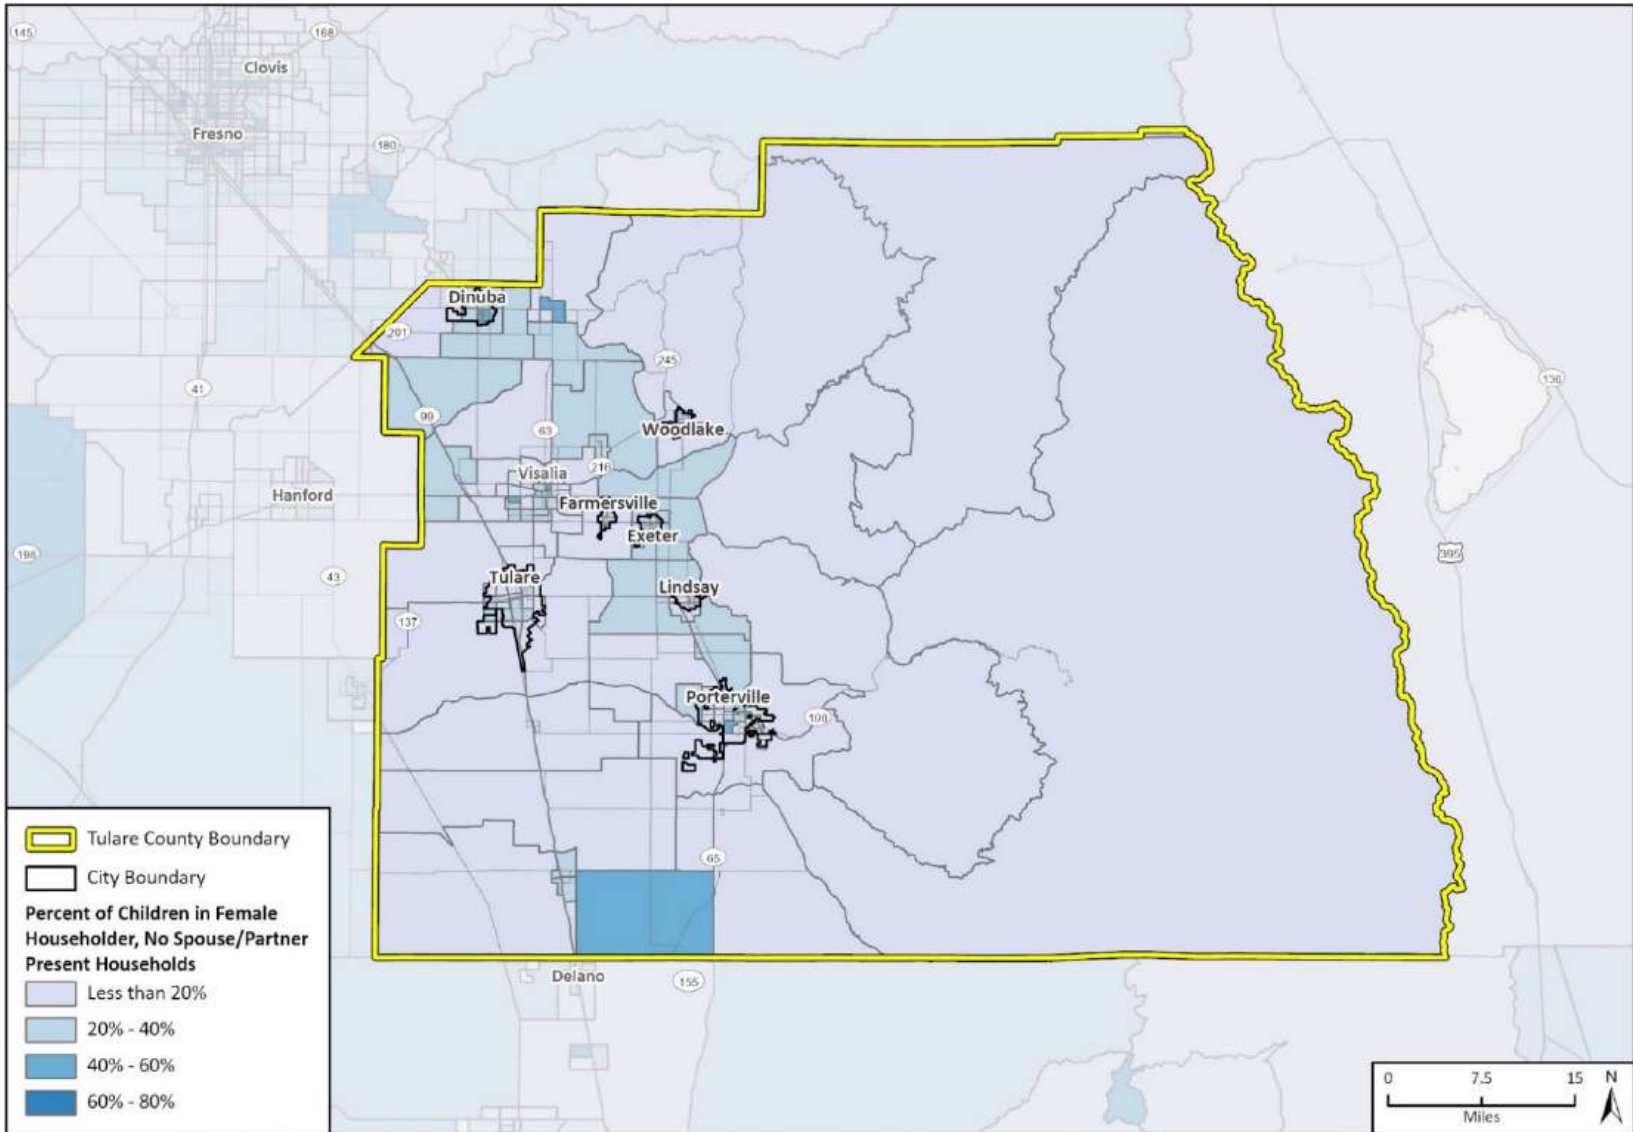 145
168
Clovis
Fresno
180
Dinuba
201
245
41
99
136
Woodlake
63
216
Visalia
Hanford
Farmersville
Exeter
198
395
43
Tulare
Lindsay
137
Porterville
190
65
Delano
155
Tulare County Boundary
City Boundary
Percent of Children in Female
Householder, No Spouse/Partner
Present Households
Less than 20%
20% - 40%
40% - 60%
60% - 80%
0 7.5 15 N
Miles